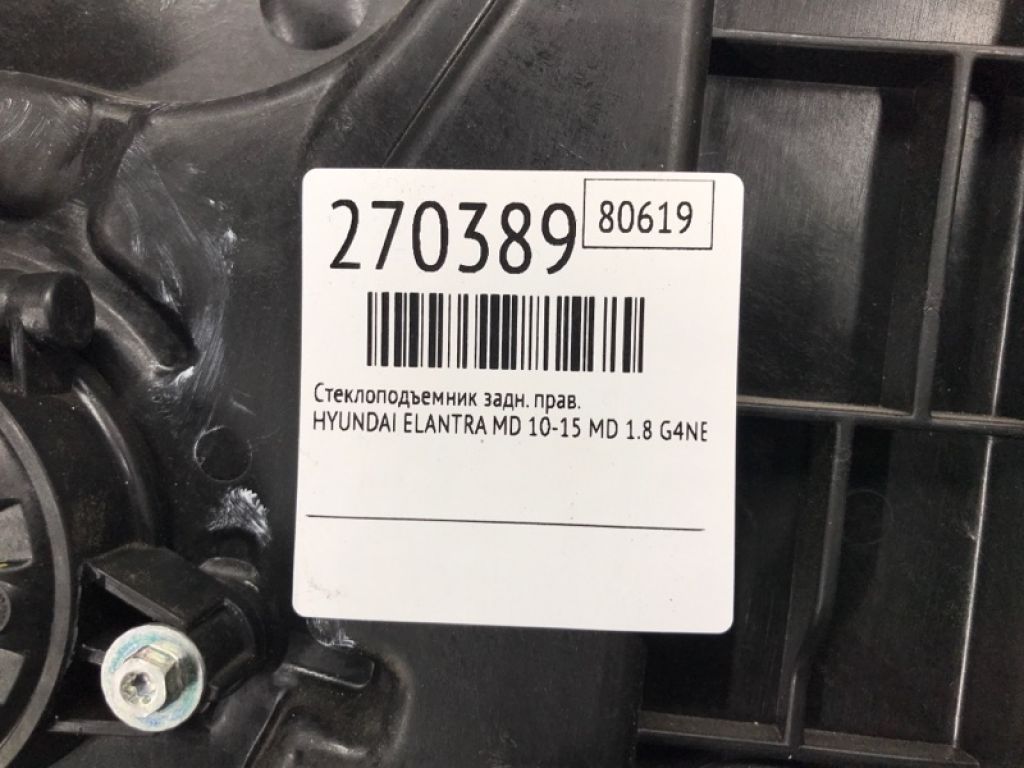 270389
80619
Стеклоподъемник задн. прав.
HYUNDAI ELANTRA MD 10-15 MD 1.8 G4NE